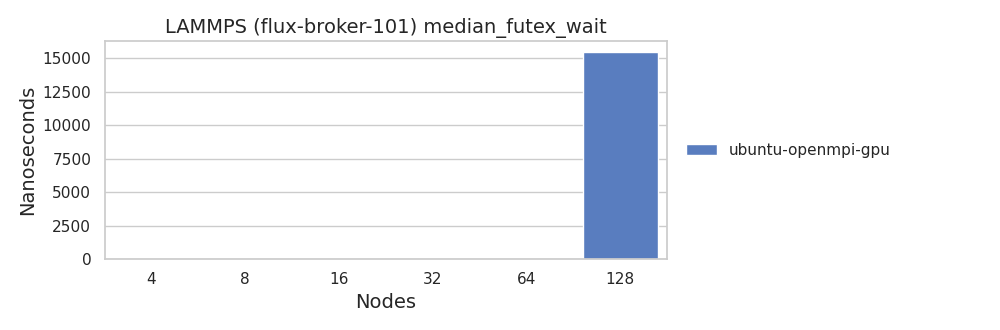 LAMMPS (flux-broker-101) median_futex_wait
Nanoseconds
15000
12500
10000
7500
5000
2500
0
4 8 16 32 64 128
Nodes
ubuntu-openmpi-gpu